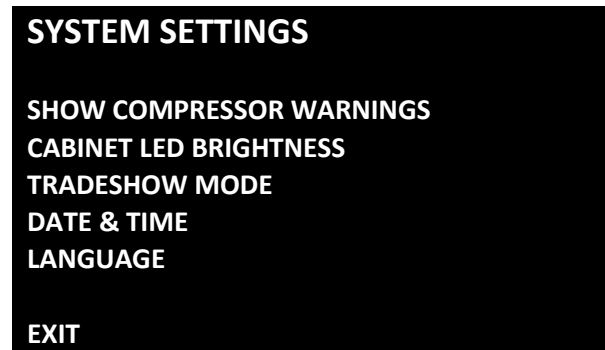 SYSTEM SETTINGS
SHOW COMPRESSOR WARNINGS
CABINET LED BRIGHTNESS
TRADESHOW MODE
DATE & TIME
LANGUAGE
EXIT